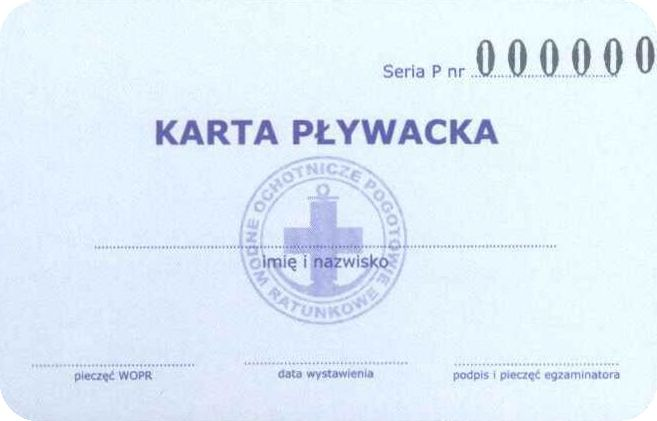 Seria P nr 000000
KARTA PŁYWACKA
WODNE OCHOTNICZE POGOTOWIE RATUNKOWE
imię i nazwisko
pieczęć WOPR
data wystawienia
podpis i pieczęć egzaminatora